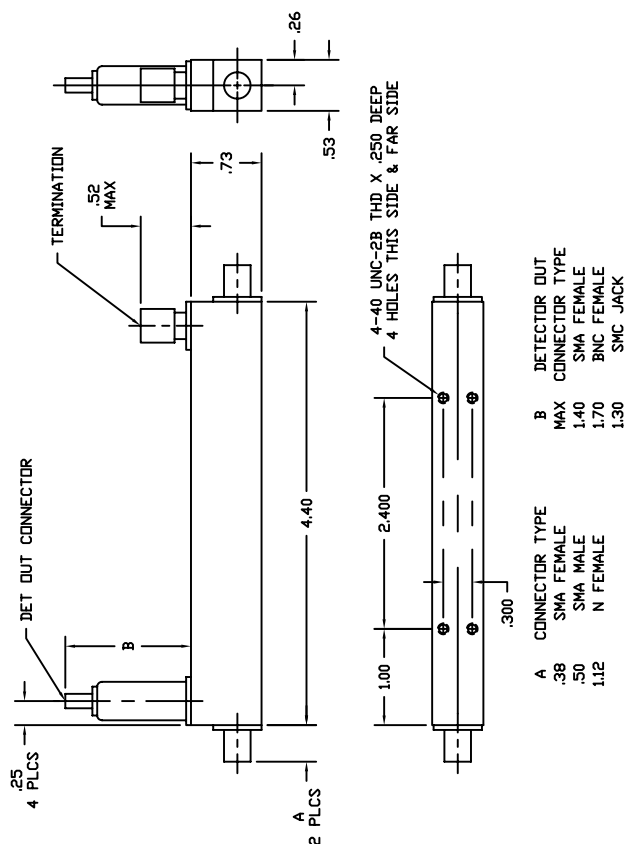 .26
.53
TERMINATION
.52
MAX
.73
DET OUT CONNECTOR
B
4.40
.25
4 PLCS
A
2 PLCS
4-40 UNC-2B THD X .250 DEEP
4 HOLES THIS SIDE & FAR SIDE
2.400
1.00
.300
A CONNECTOR TYPE
.38 SMA FEMALE
.50 SMA MALE
1.12 N FEMALE
B DETECTOR OUT
MAX CONNECTOR TYPE
1.40 SMA FEMALE
1.70 BNC FEMALE
1.30 SMC JACK